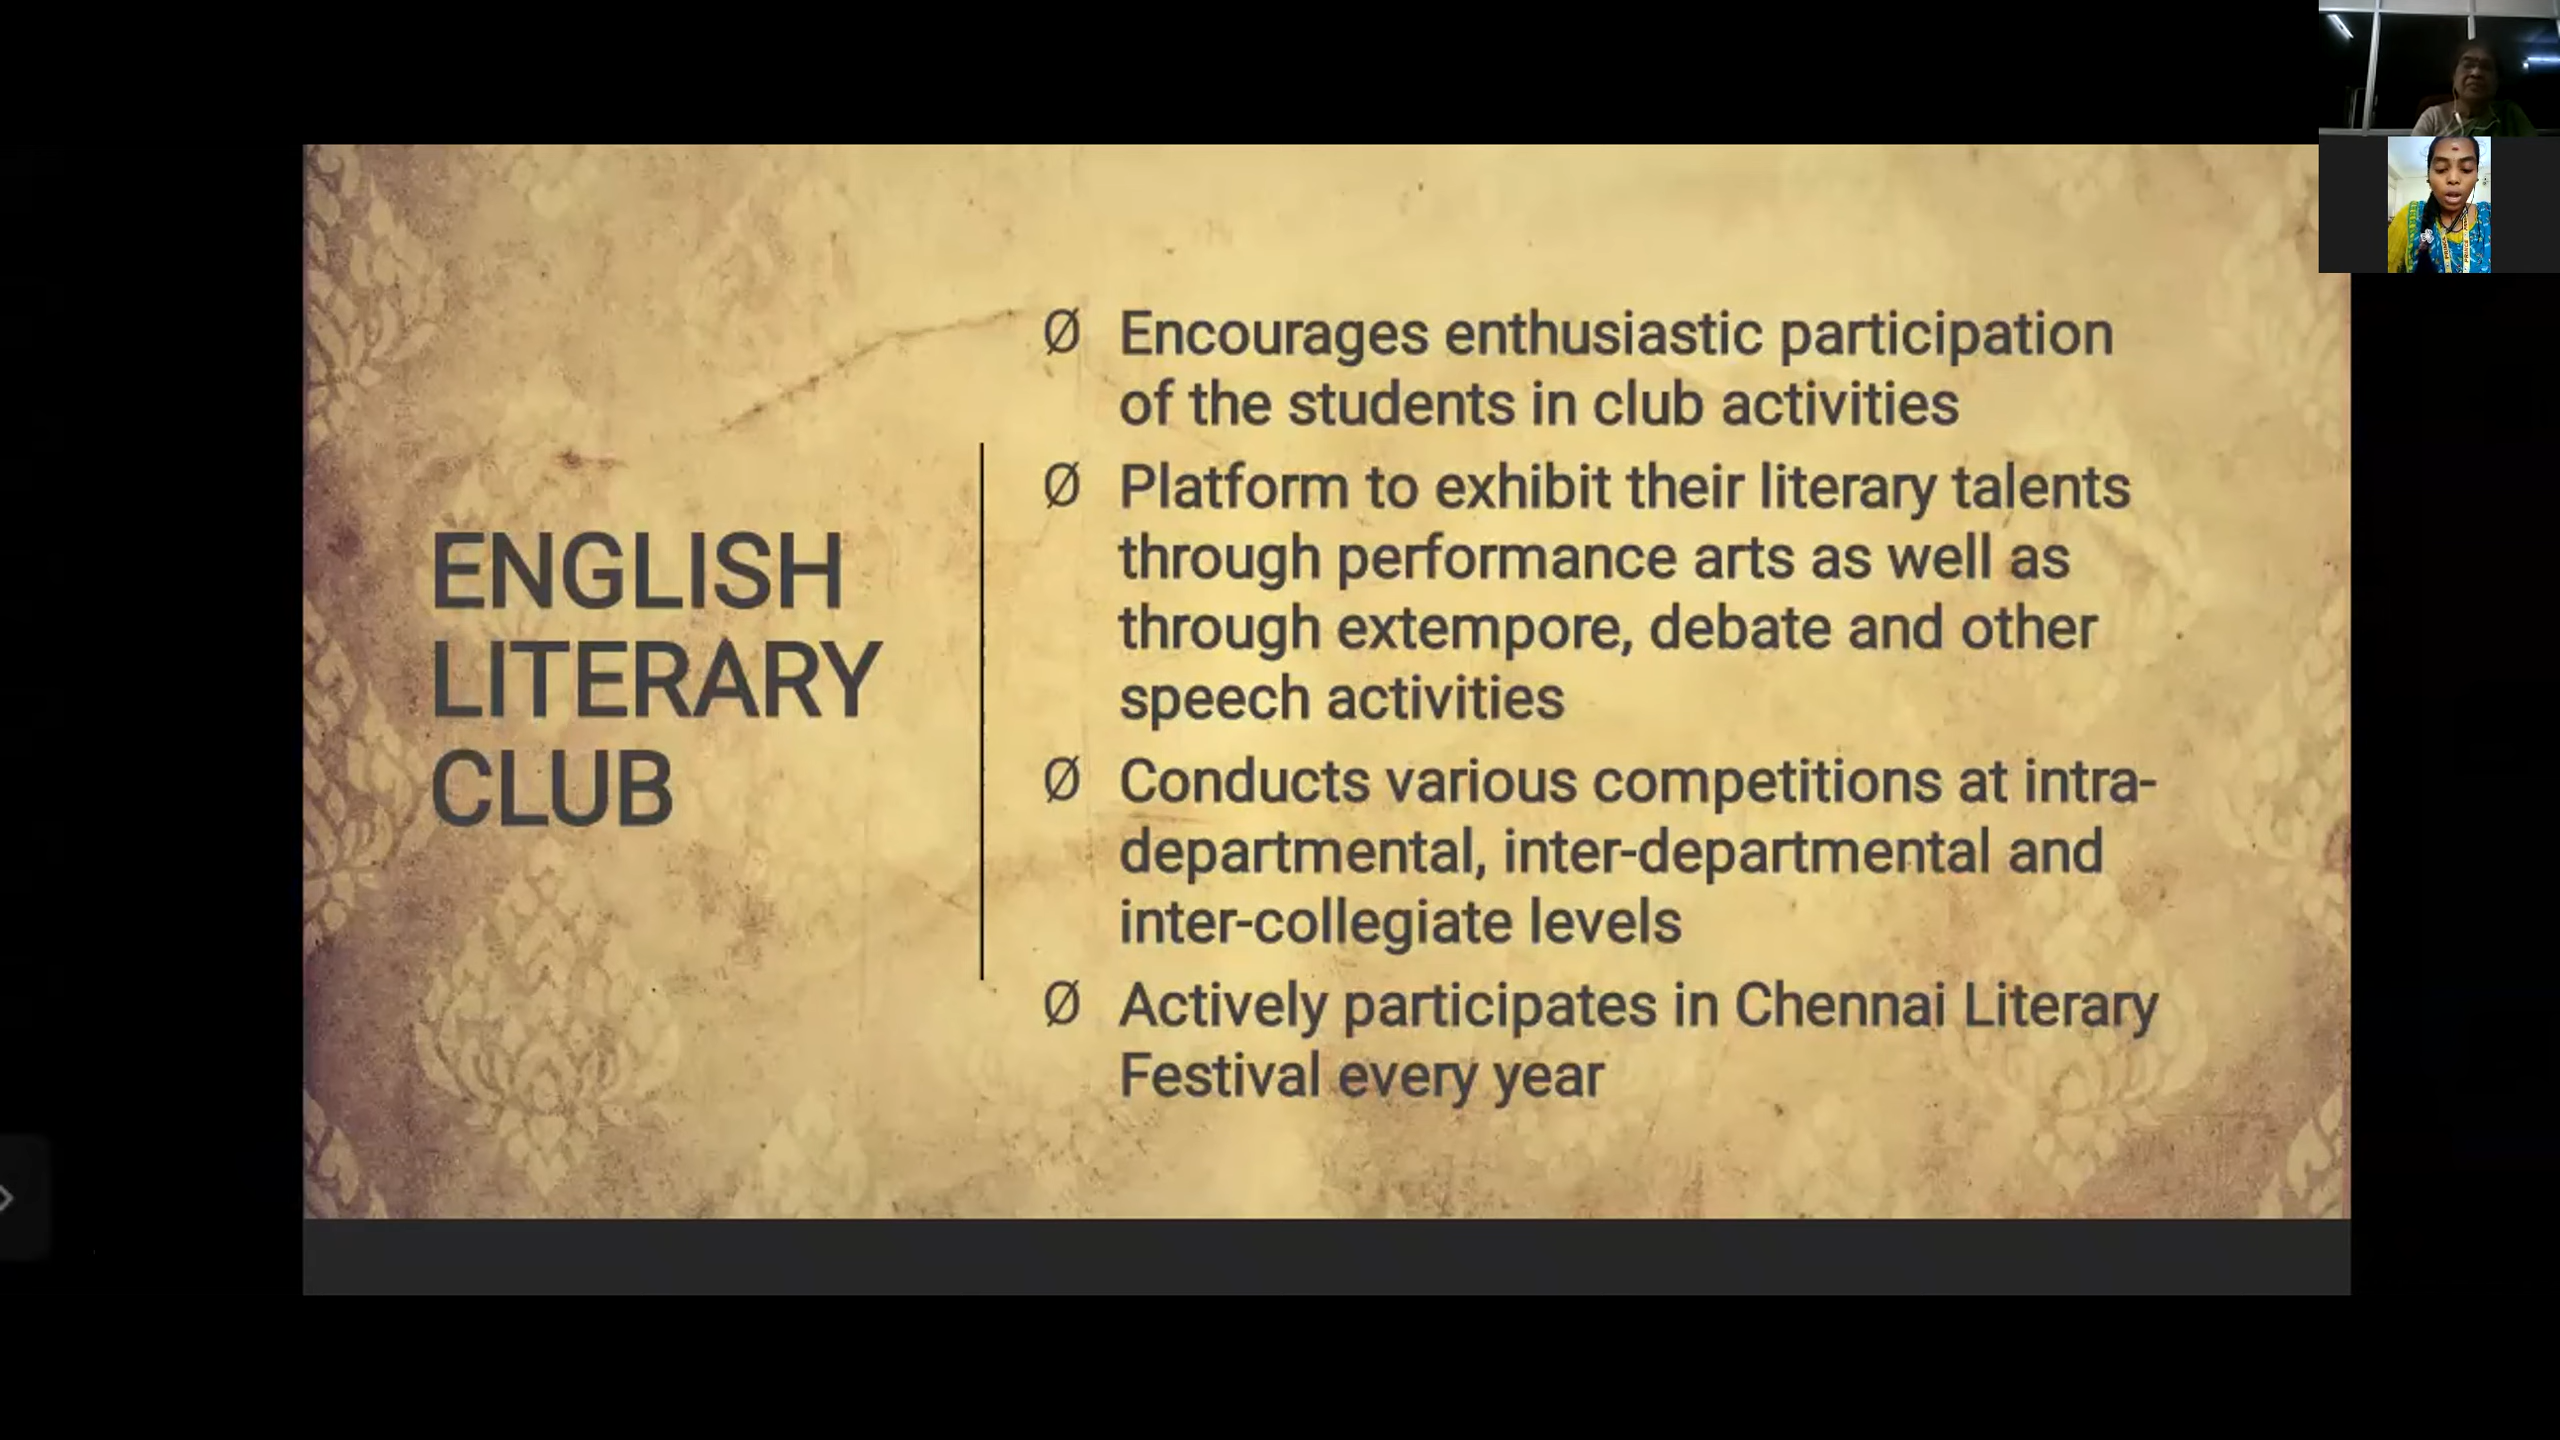 ENGLISH
LITERARY
CLUB
Ø Encourages enthusiastic participation
of the students in club activities
Ø Platform to exhibit their literary talents
through performance arts as well as
through extempore, debate and other
speech activities
Ø Conducts various competitions at intra-
departmental, inter-departmental and
inter-collegiate levels
Ø Actively participates in Chennai Literary
Festival every year